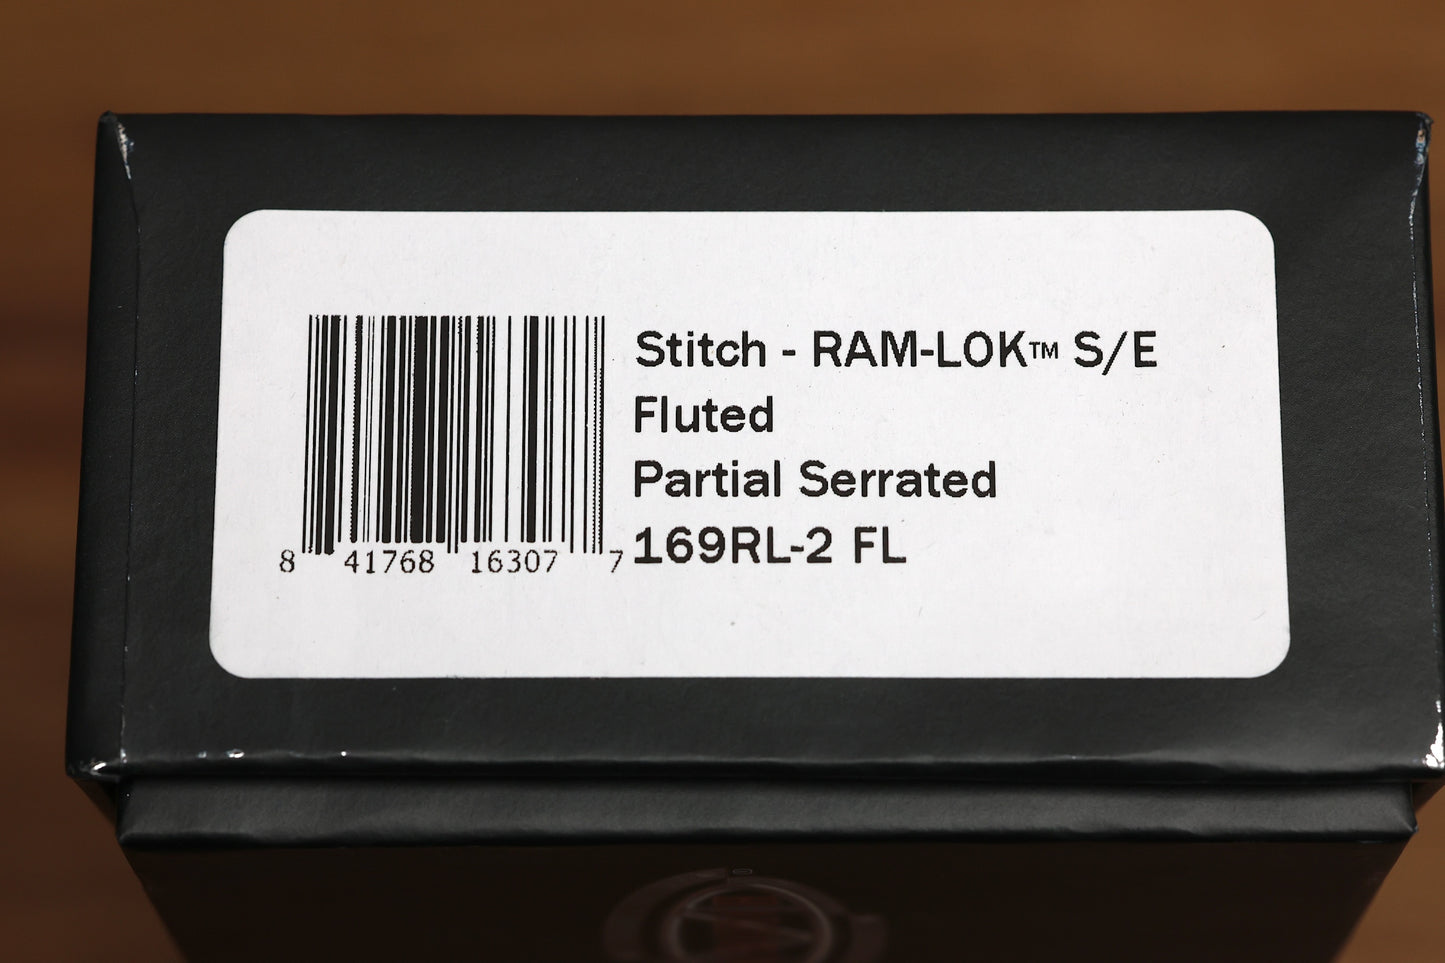 Stitch - RAM-LOK™ S/E
Fluted
Partial Serrated
169RL-2 FL
8 41768 16307 7